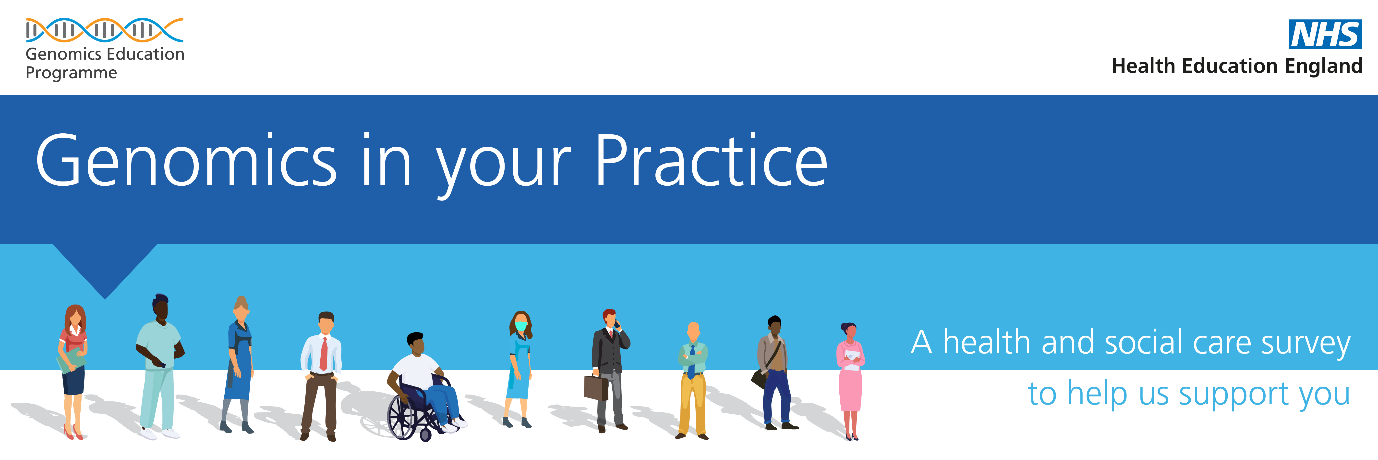 Genomics Education
Programme
NHS
Health Education England
Genomics in your Practice
A health and social care survey
to help us support you